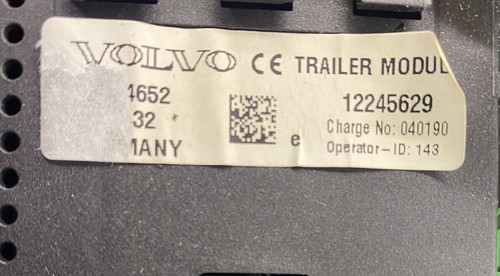 VOLVO CE TRAILER MODUL
4652 12245629
32 * Charge No: 040190
MANY e Operator-ID: 143